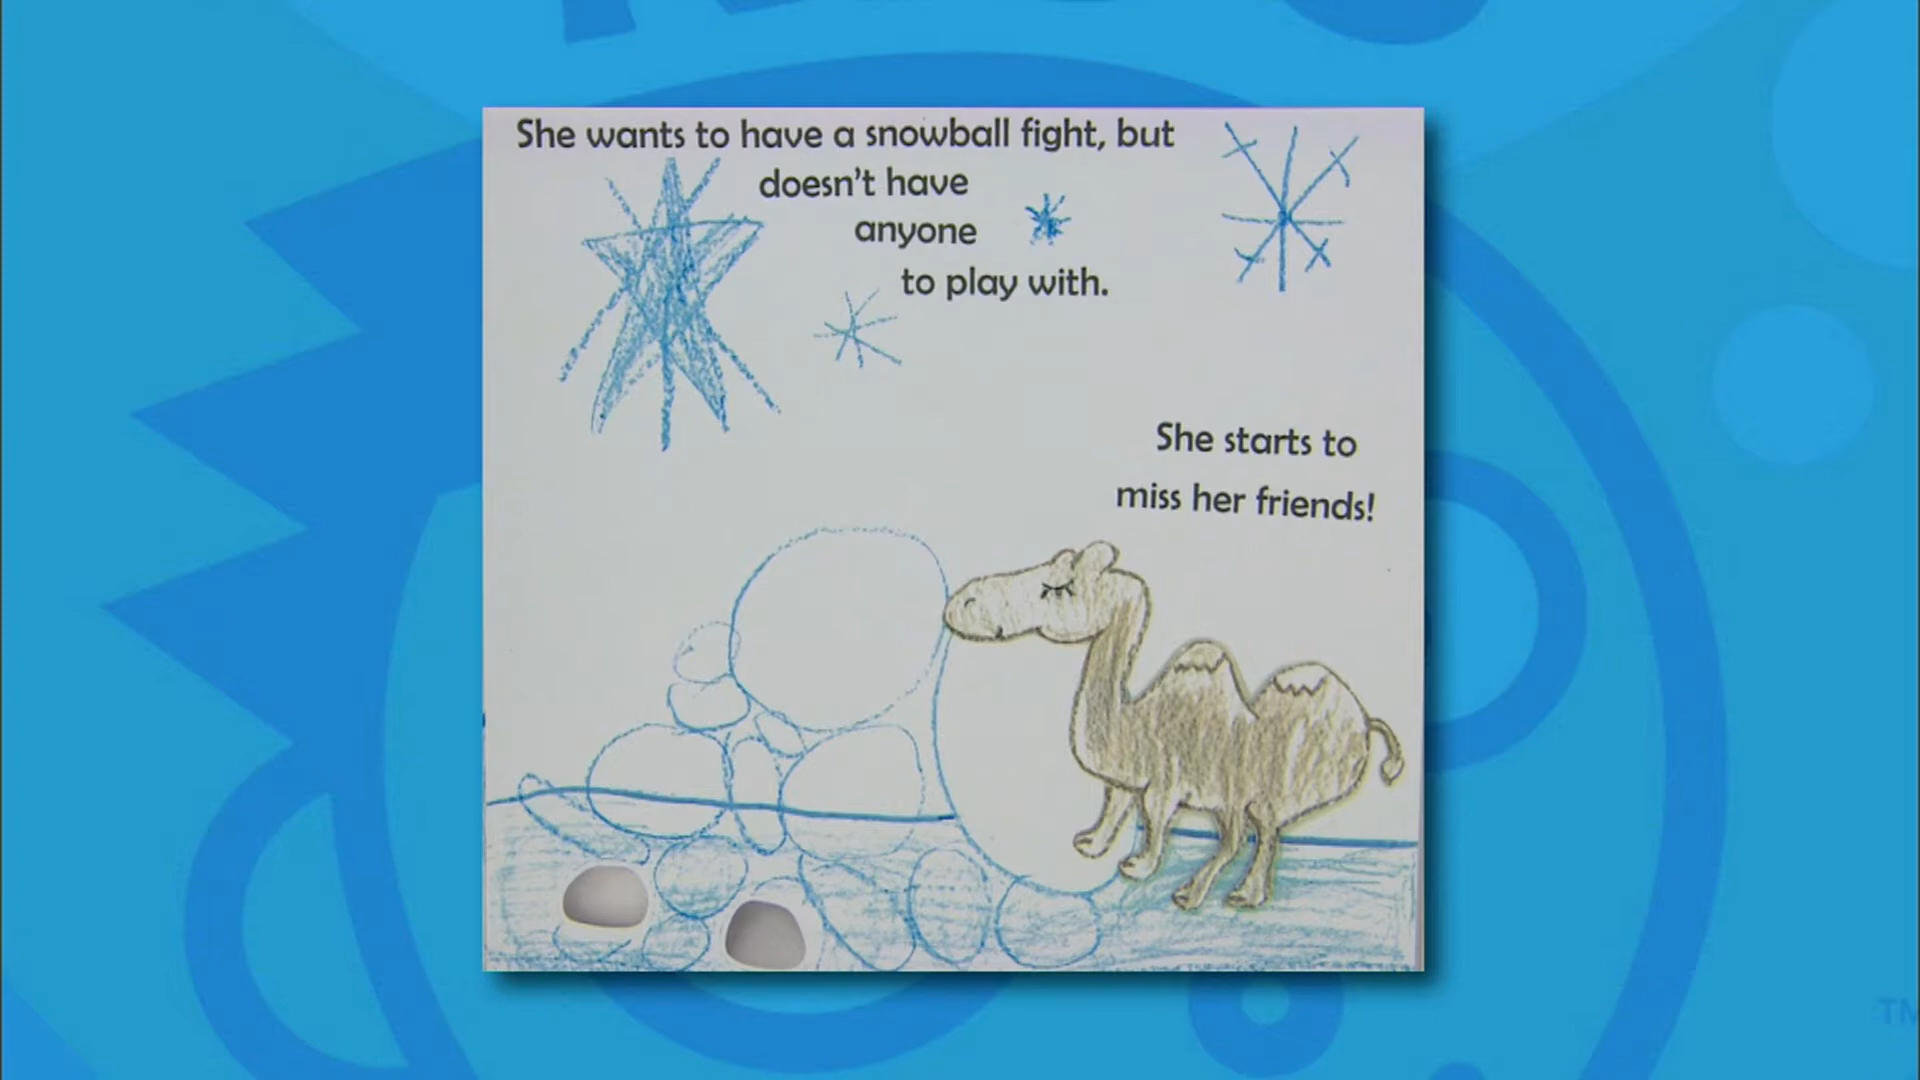 She wants to have a snowball fight, but
doesn't have
anyone
to play with.
She starts to
miss her friends!
TM